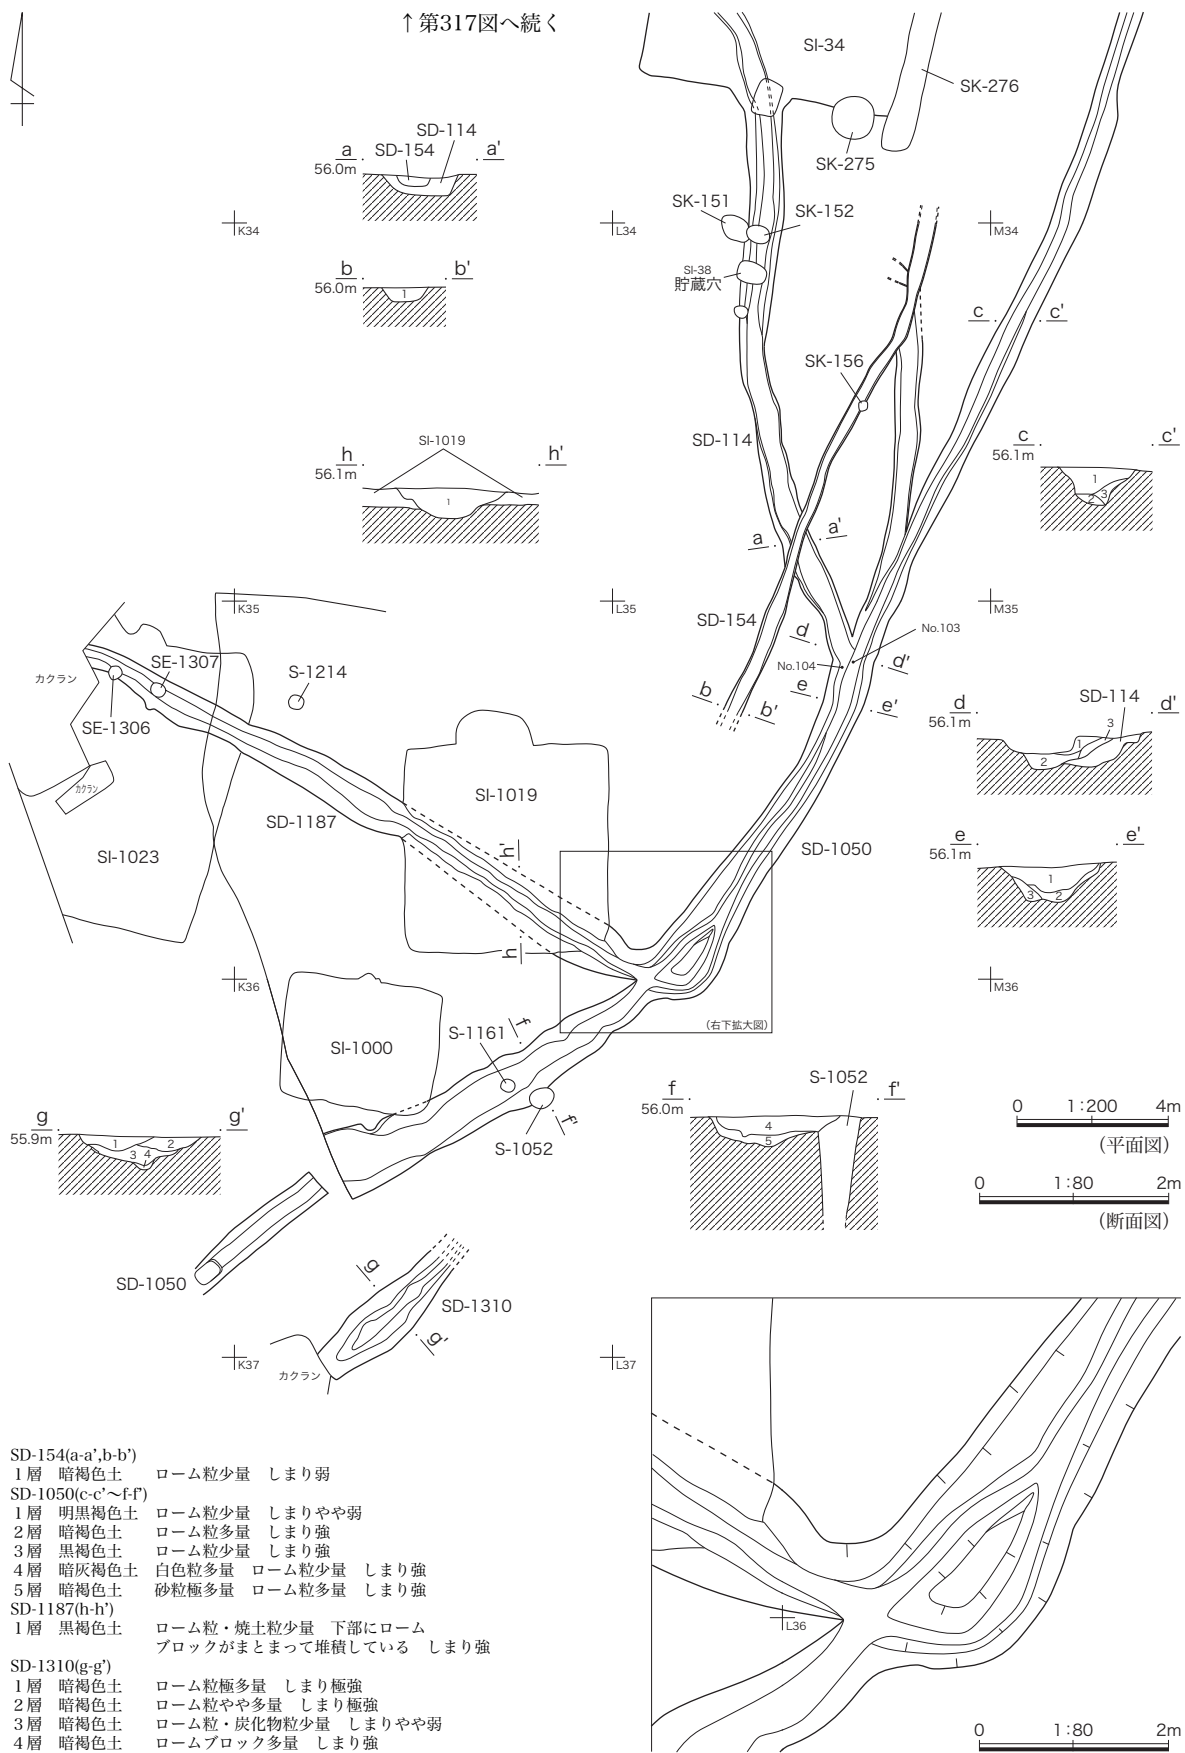 ↑第317図へ続く
SI-34
SK-276
SK-275
SD-114
SD-154
a
a'
56.0m
SK-151
SK-152
K34
L34
M34
SI-38
貯蔵穴
b
b'
56.0m
1
c
c'
SK-156
SD-114
SI-1019
h
h'
56.1m
1
c
c'
56.1m
1
2
3
a
a'
K35
L35
M35
SD-154
d
No.103
No.104
d'
e
e'
b
b'
SE-1307
S-1214
カクラン
SE-1306
カクラン
SD-114
d
d'
56.1m
3
1
2
SI-1019
SD-1187
SI-1023
h'
h
SD-1050
e
e'
56.1m
1
3
2
K36
M36
(右下拡大図)
SI-1000
S-1161
f
f'
S-1052
S-1052
f
f'
56.0m
4
5
g
g'
55.9m
1
2
3
4
0 1:200 4m
(平面図)
0 1:80 2m
(断面図)
SD-1050
g
g'
SD-1310
K37
L37
カクラン
SD-154(a-a’,b-b’)
1層 暗褐色土 ローム粒少量 しまり弱
SD-1050(c-c’〜f-f’)
1層 明黒褐色土 ローム粒少量 しまりやや弱
2層 暗褐色土 ローム粒多量 しまり強
3層 黒褐色土 ローム粒少量 しまり強
4層 暗灰褐色土 白色粒多量 ローム粒少量 しまり強
5層 暗褐色土 砂粒極多量 ローム粒多量 しまり強
SD-1187(h-h’)
1層 黒褐色土 ローム粒・焼土粒少量 下部にローム
ブロックがまとまって堆積している しまり強
SD-1310(g-g’)
1層 暗褐色土 ローム粒極多量 しまり極強
2層 暗褐色土 ローム粒やや多量 しまり極強
3層 暗褐色土 ローム粒・炭化物粒少量 しまりやや弱
4層 暗褐色土 ロームブロック多量 しまり強
L36
0 1:80 2m